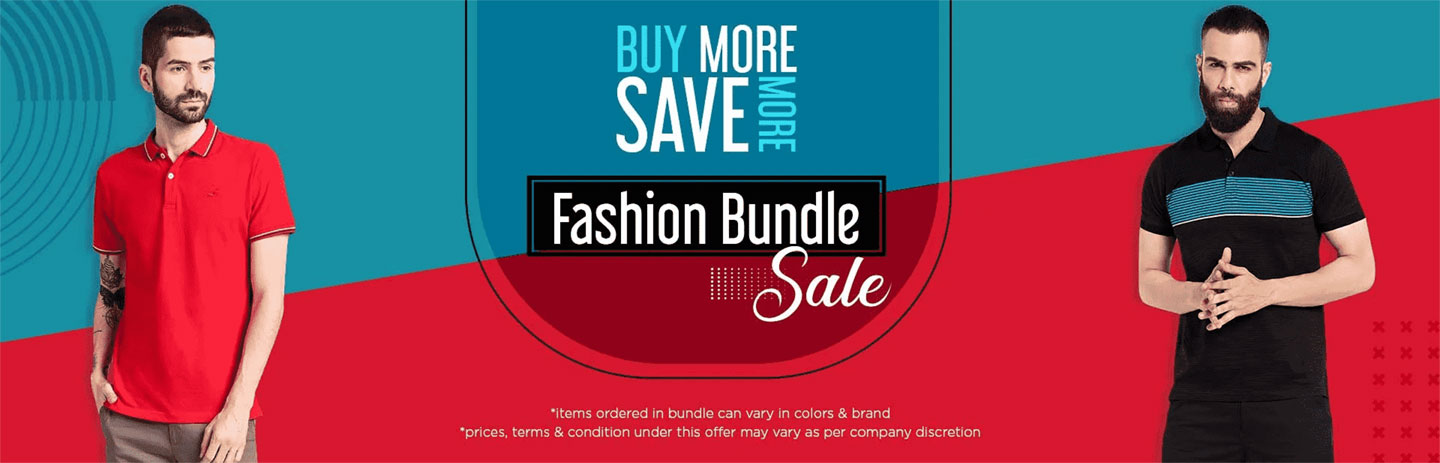 BUY MORE
SAVE MORE
Fashion Bundle
Sale
*items ordered in bundle can vary in colors & brand
*prices, terms & condition under this offer may vary as per company discretion